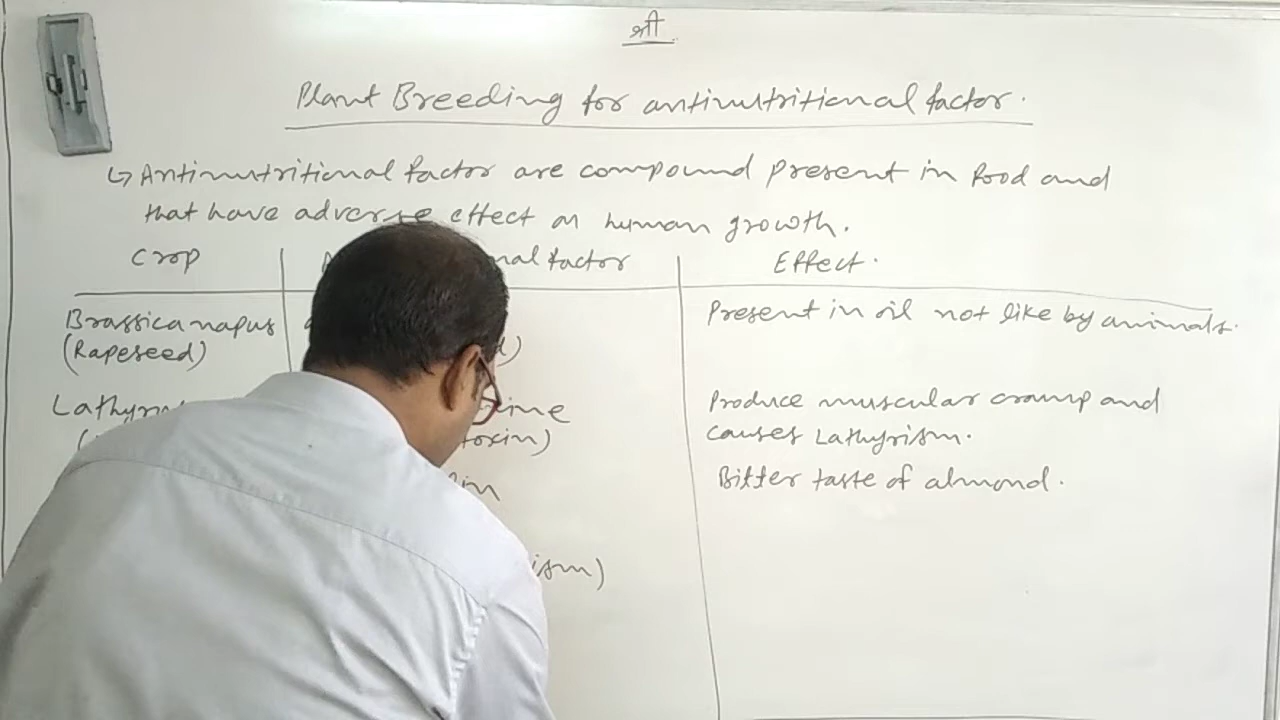 श्री
Plant Breeding for antinutritional factor.
↳ Antinutritional factor are compound present in food and
that have adverse effect on human growth.
Crop nal factor Effect.
Brassica napus Present in oil not like by animals.
(Rapeseed)
Produce muscular cramp and
toxin) causes Lathyrism.
Bitter taste of almond.
ism)